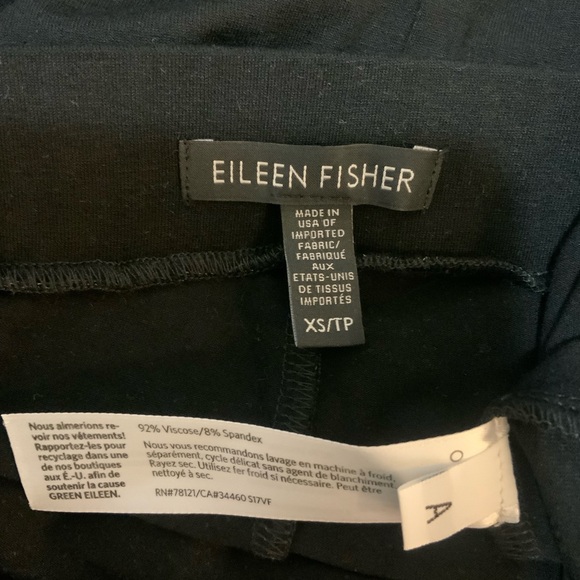 EILEEN FISHER
MADE IN
USA OF
IMPORTED
FABRIC/
FABRIQUÉ
AUX
ETATS-UNIS
DE TISSUS
IMPORTÉS
XS/TP
Nous aimerions re-
voir nos vêtements!
Rapportez-les pour
recyclage dans une
de nos boutiques
aux É.-U. afin de
soutenir la cause
GREEN EILEEN.
92% Viscose/8% Spandex
Nous vous recommandons lavage en machine à froid,
séparément, cycle délicat sans agent de blanchiment.
Rayez sec. Utilisez fer froid si nécessaire. Peut être
nettoyé à sec.
RN#78121/CA#34460 S17VF
A